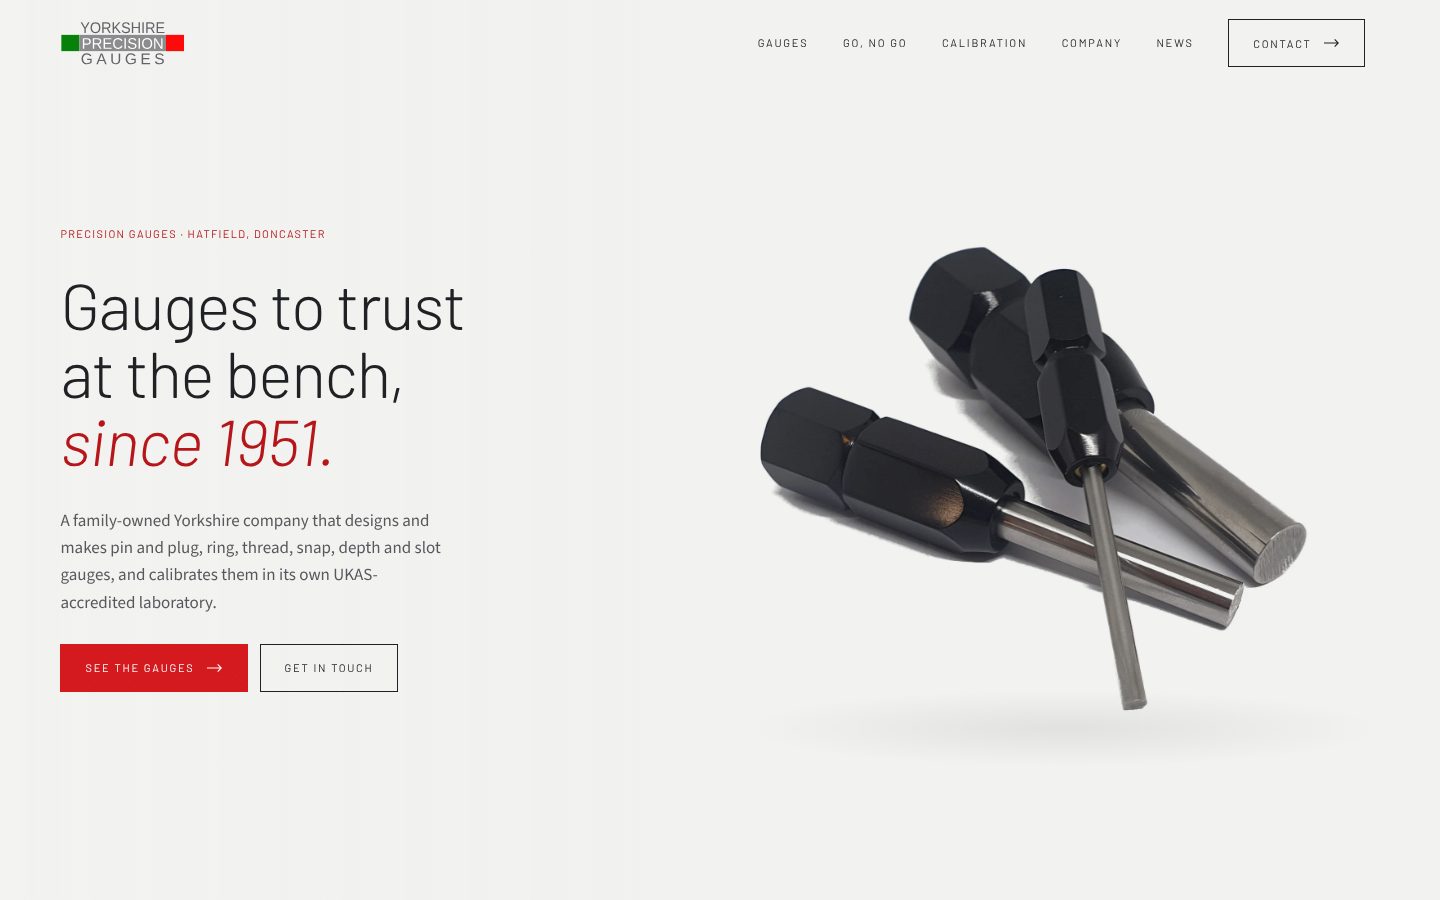 YORKSHIRE
PRECISION
GAUGES
GAUGES
GO, NO GO
CALIBRATION
COMPANY
NEWS
CONTACT
PRECISION GAUGES · HATFIELD, DONCASTER
Gauges to trust
at the bench,
since 1951.
A family-owned Yorkshire company that designs and
makes pin and plug, ring, thread, snap, depth and slot
gauges, and calibrates them in its own UKAS-
accredited laboratory.
SEE THE GAUGES
GET IN TOUCH